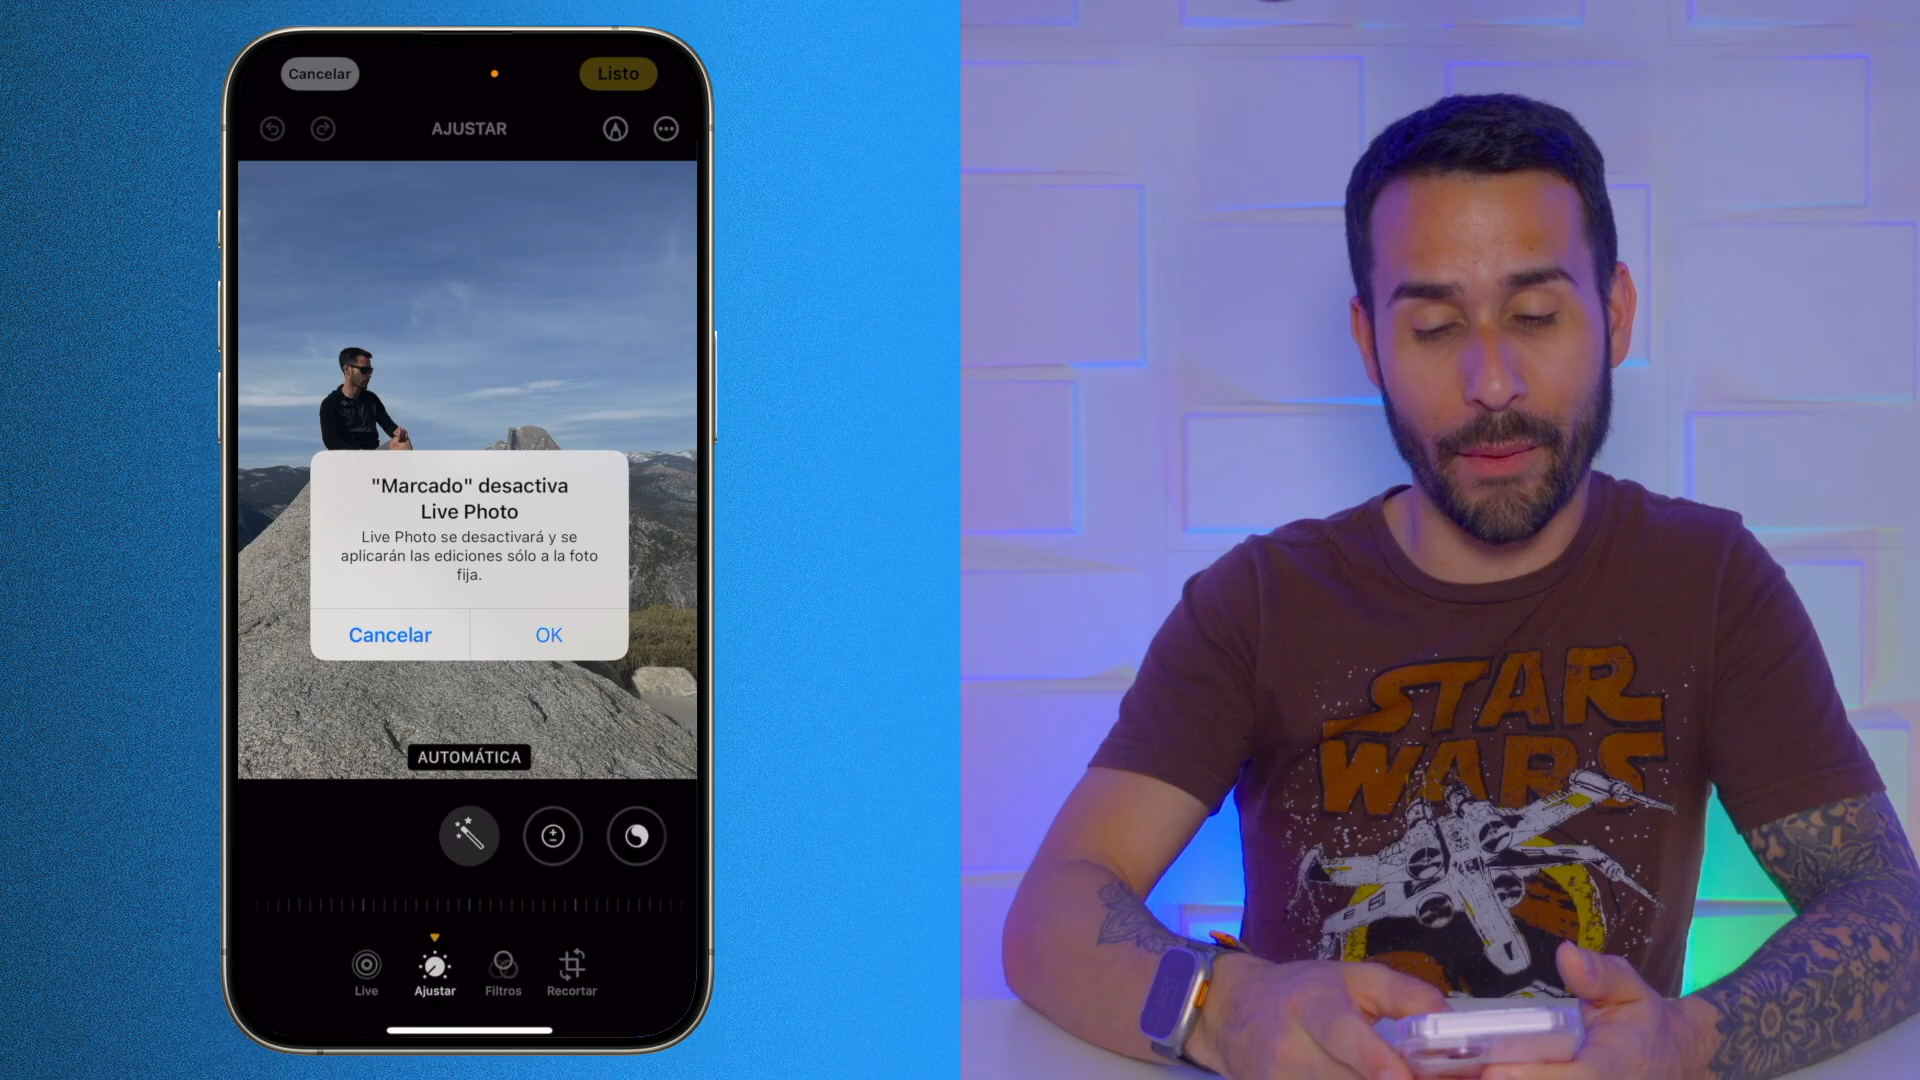 Cancelar
Listo
AJUSTAR
"Marcado" desactiva
Live Photo
Live Photo se desactivará y se
aplicarán las ediciones sólo a la foto
fija.
Cancelar
OK
AUTOMÁTICA
Live
Ajustar
Filtros
Recortar
STAR
WARS